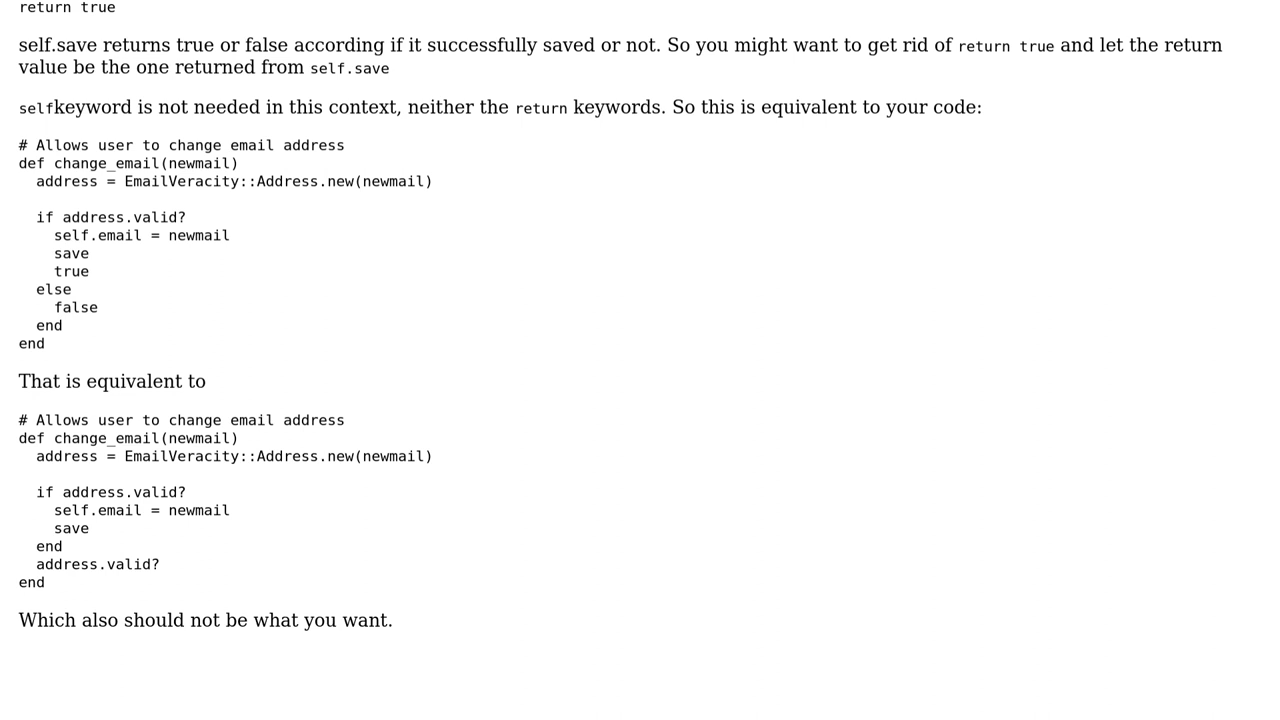 return true
self.save returns true or false according if it successfully saved or not. So you might want to get rid of return true and let the return
value be the one returned from self.save
selfkeyword is not needed in this context, neither the return keywords. So this is equivalent to your code:
# Allows user to change email address
def change_email(newmail)
  address = EmailVeracity::Address.new(newmail)
  if address.valid?
    self.email = newmail
    save
    true
  else
    false
  end
end
That is equivalent to
# Allows user to change email address
def change_email(newmail)
  address = EmailVeracity::Address.new(newmail)
  if address.valid?
    self.email = newmail
    save
  end
  address.valid?
end
Which also should not be what you want.